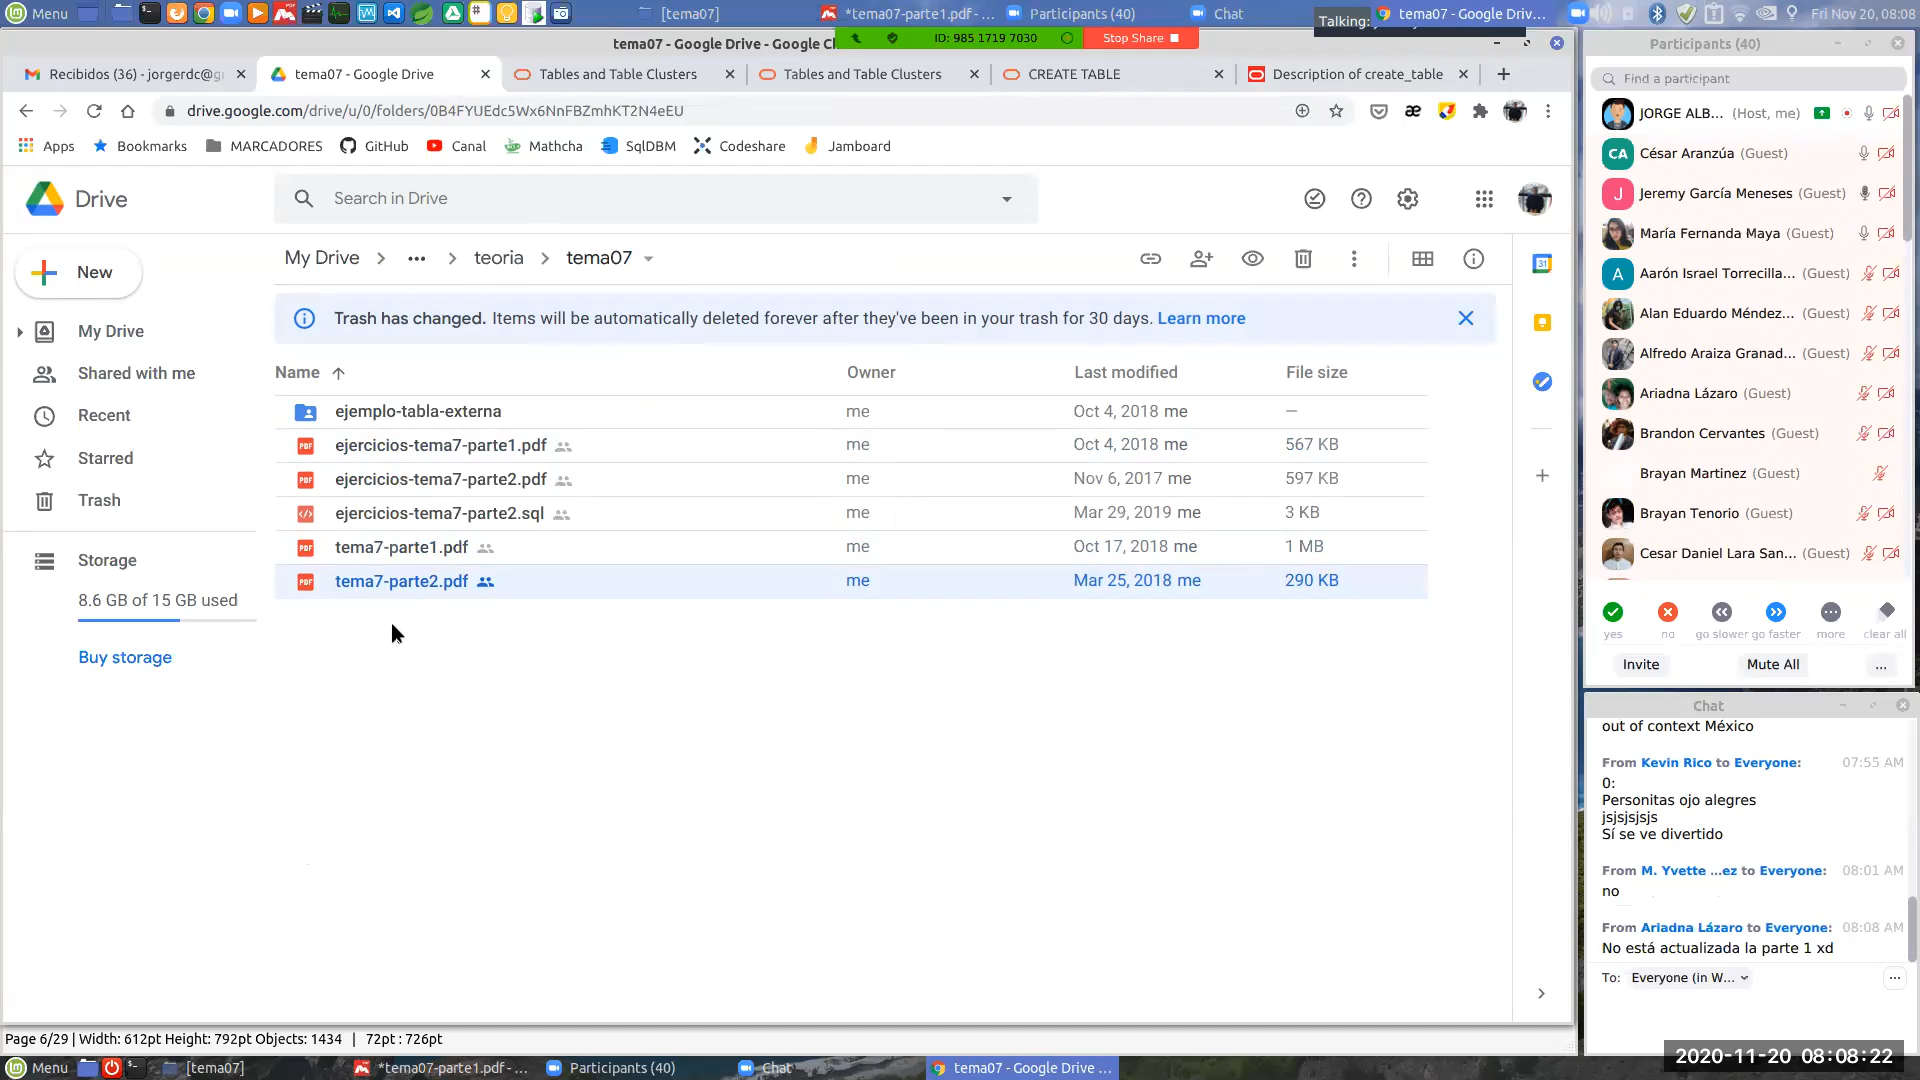 Menu
[tema07]
*tema07-parte1.pdf -...
Participants (40)
Chat
Talking:
tema07 - Google Driv...
Fri Nov 20, 08:08
tema07 - Google Drive - Google C
ID: 985 1719 7030
Stop Share
Recibidos (36) - jorgerdc@g
tema07 - Google Drive
Tables and Table Clusters
Tables and Table Clusters
CREATE TABLE
Description of create_table
drive.google.com/drive/u/0/folders/0B4FYUEdc5Wx6NnFBZmhKT2N4eEU
Apps
Bookmarks
MARCADORES
GitHub
Canal
Mathcha
SqlDBM
Codeshare
Jamboard
Drive
Search in Drive
New
My Drive
Shared with me
Recent
Starred
Trash
Storage
8.6 GB of 15 GB used
Buy storage
My Drive > ... > teoria > tema07
Trash has changed. Items will be automatically deleted forever after they've been in your trash for 30 days. Learn more
Name Owner Last modified File size
ejemplo-tabla-externa me Oct 4, 2018 me —
ejercicios-tema7-parte1.pdf me Oct 4, 2018 me 567 KB
ejercicios-tema7-parte2.pdf me Nov 6, 2017 me 597 KB
ejercicios-tema7-parte2.sql me Mar 29, 2019 me 3 KB
tema7-parte1.pdf me Oct 17, 2018 me 1 MB
tema7-parte2.pdf me Mar 25, 2018 me 290 KB
Participants (40)
Find a participant
JORGE ALB... (Host, me)
CA César Aranzúa (Guest)
J Jeremy García Meneses (Guest)
María Fernanda Maya (Guest)
A Aarón Israel Torrecilla... (Guest)
Alan Eduardo Méndez... (Guest)
Alfredo Araiza Granad... (Guest)
Ariadna Lázaro (Guest)
Brandon Cervantes (Guest)
Brayan Martinez (Guest)
Brayan Tenorio (Guest)
Cesar Daniel Lara San... (Guest)
yes
no
go slower
go faster
more
clear all
Invite
Mute All
...
Chat
out of context México
From Kevin Rico to Everyone: 07:55 AM
0:
Personitas ojo alegres
jsjsjsjsjs
Sí se ve divertido
From M. Yvette ...ez to Everyone: 08:01 AM
no
From Ariadna Lázaro to Everyone: 08:08 AM
No está actualizada la parte 1 xd
To: Everyone (in W...
Page 6/29 | Width: 612pt Height: 792pt Objects: 1434 | 72pt : 726pt
Menu
[tema07]
*tema07-parte1.pdf -...
Participants (40)
Chat
tema07 - Google Drive ...
2020-11-20 08:08:22